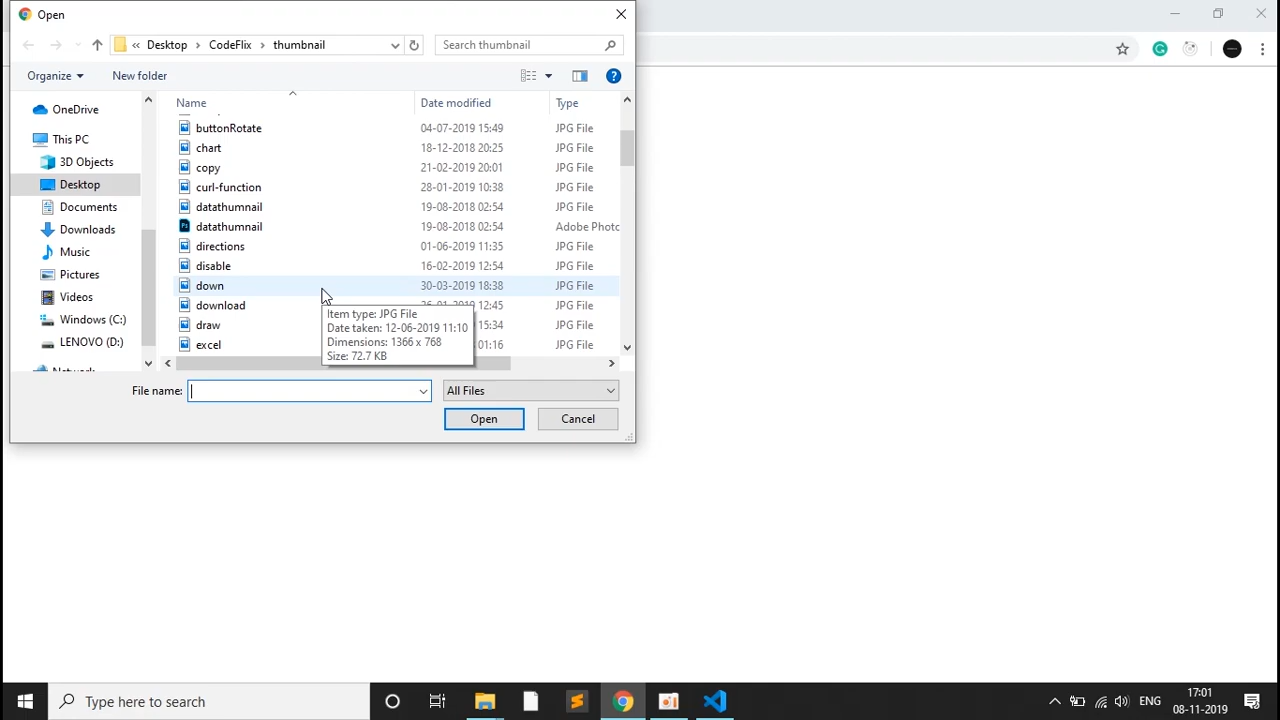 Open
« Desktop > CodeFlix > thumbnail
Search thumbnail
Organize
New folder
?
Name
Date modified
Type
OneDrive
This PC
3D Objects
Desktop
Documents
Downloads
Music
Pictures
Videos
Windows (C:)
LENOVO (D:)
Network
buttonRotate 04-07-2019 15:49 JPG File
chart 18-12-2018 20:25 JPG File
copy 21-02-2019 20:01 JPG File
curl-function 28-01-2019 10:38 JPG File
datathumnail 19-08-2018 02:54 JPG File
Ps datathumnail 19-08-2018 02:54 Adobe Photo
directions 01-06-2019 11:35 JPG File
disable 16-02-2019 12:54 JPG File
down 30-03-2019 18:38 JPG File
download 12:45 JPG File
draw 15:34 JPG File
excel 01:16 JPG File
Item type: JPG File
Date taken: 12-06-2019 11:10
Dimensions: 1366 x 768
Size: 72.7 KB
File name:
All Files
Open
Cancel
Type here to search
ENG
17:01
08-11-2019